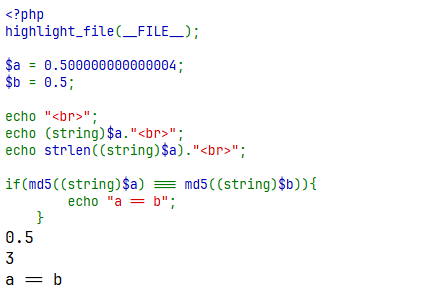 <?php
highlight_file(__FILE__);
$a = 0.500000000000004;
$b = 0.5;
echo "<br>";
echo (string)$a."<br>";
echo strlen((string)$a)."<br>";
if(md5((string)$a) === md5((string)$b)){
echo "a == b";
}
0.5
3
a == b